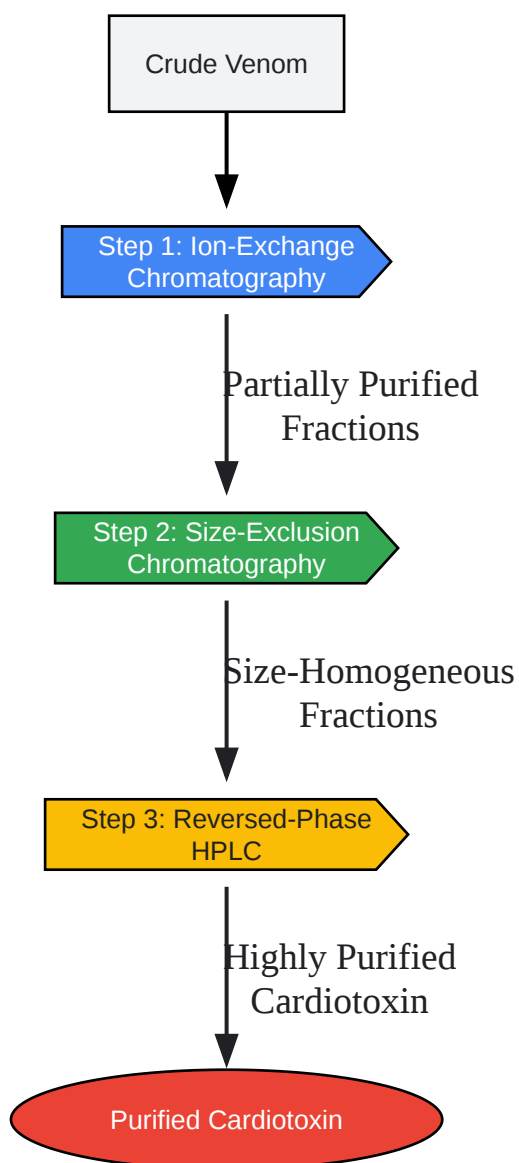 Crude Venom
Step 1: Ion-Exchange
Chromatography
Partially Purified
Fractions
Step 2: Size-Exclusion
Chromatography
Size-Homogeneous
Fractions
Step 3: Reversed-Phase
HPLC
Highly Purified
Cardiotoxin
Purified Cardiotoxin